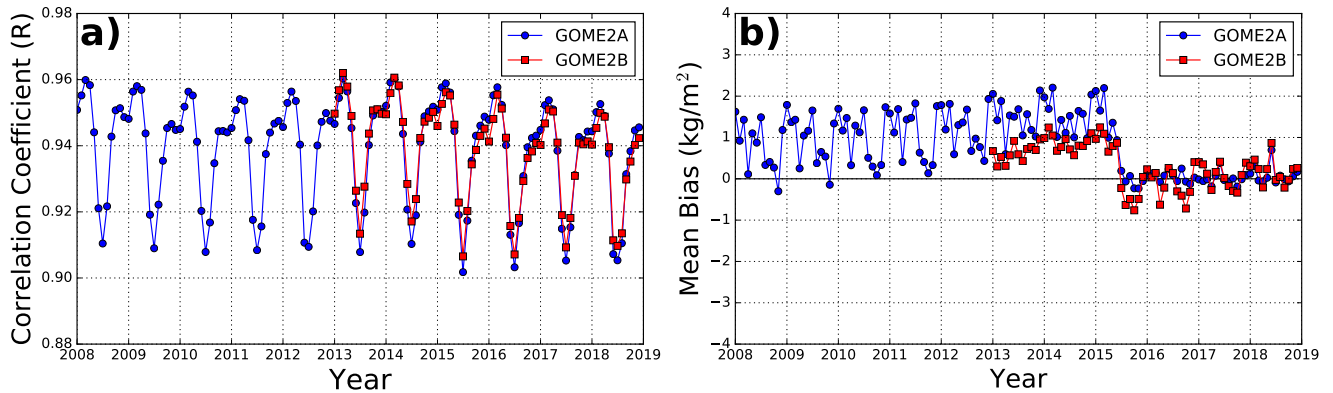 a)
GOME2A
GOME2B
Correlation Coefficient (R)
0.98
0.96
0.94
0.92
0.90
0.88
2008 2009 2010 2011 2012 2013 2014 2015 2016 2017 2018 2019
Year
b)
GOME2A
GOME2B
Mean Bias (kg/m²)
4
3
2
1
0
−1
−2
−3
−4
2008 2009 2010 2011 2012 2013 2014 2015 2016 2017 2018 2019
Year